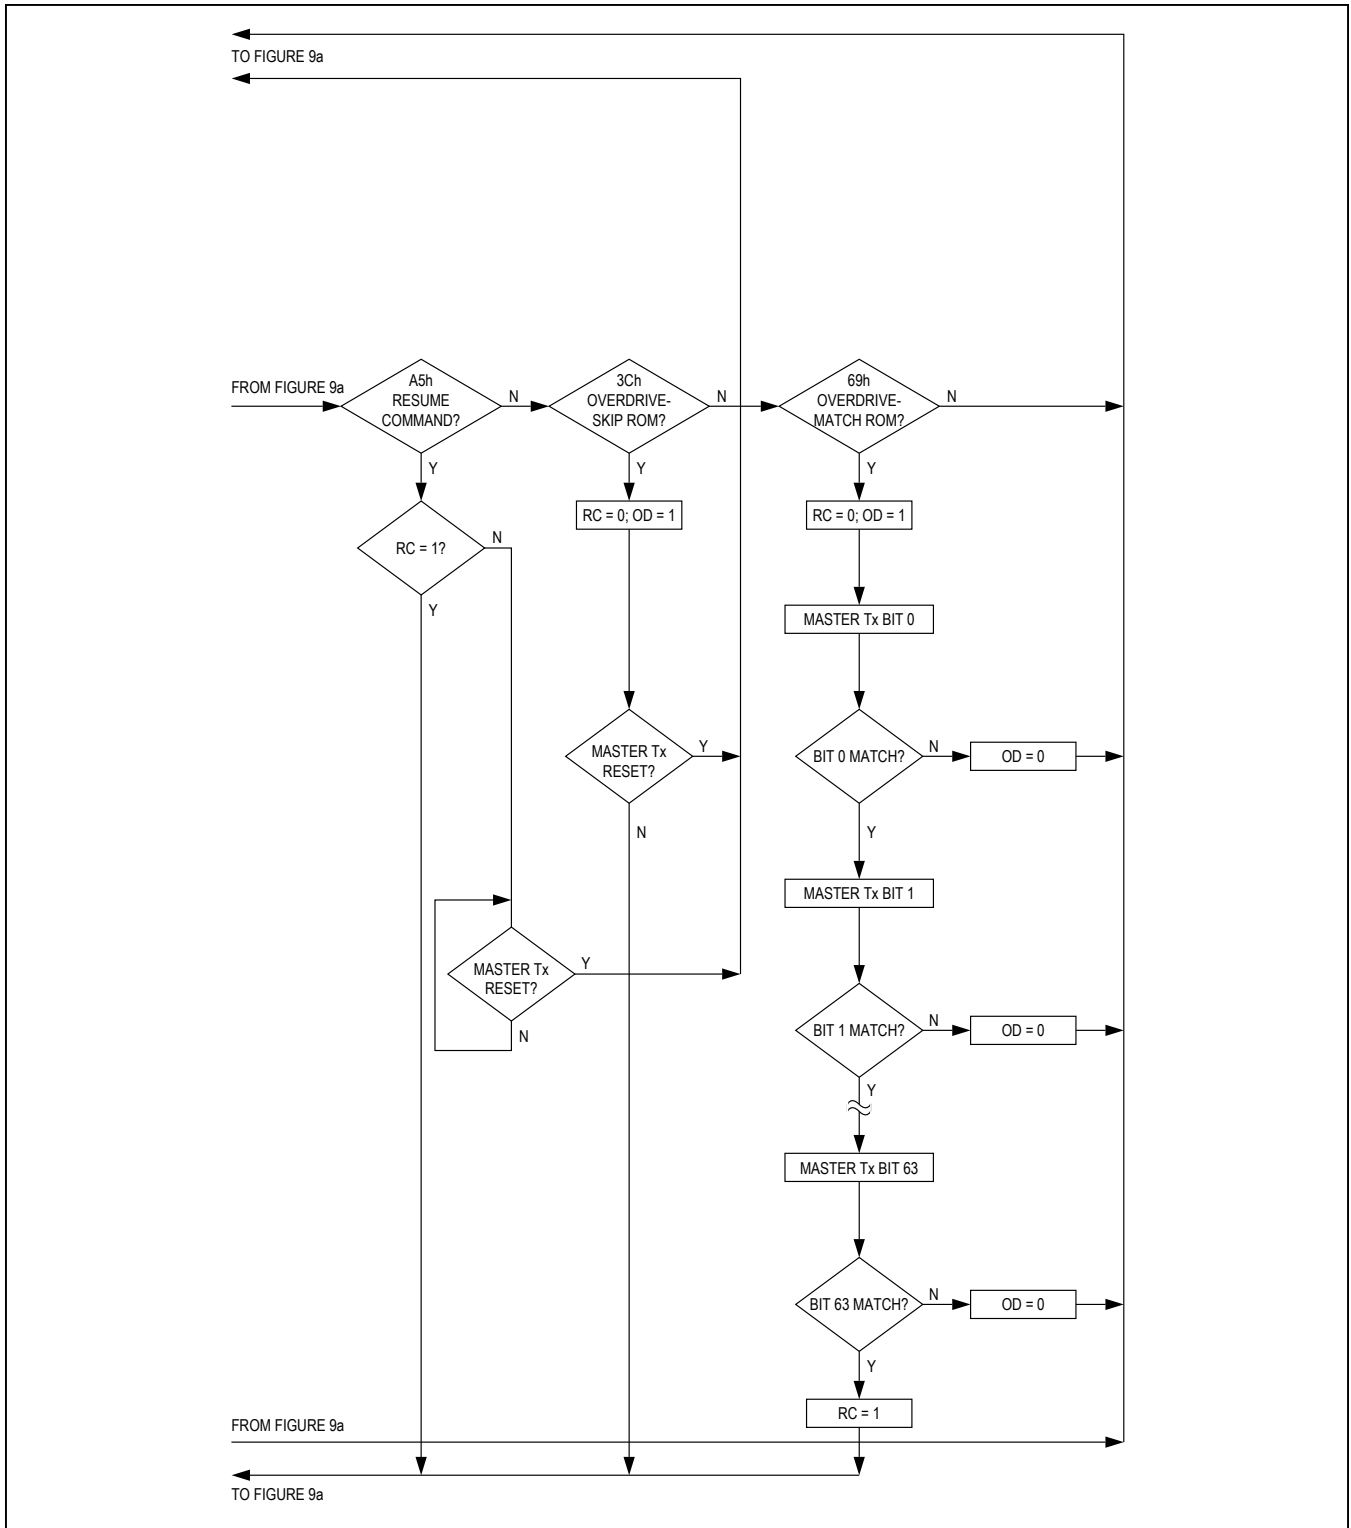 TO FIGURE 9a
FROM FIGURE 9a
A5h
RESUME
COMMAND?
N
3Ch
OVERDRIVE-
SKIP ROM?
N
69h
OVERDRIVE-
MATCH ROM?
N
Y
Y
Y
RC = 1?
N
Y
RC = 0; OD = 1
RC = 0; OD = 1
MASTER Tx BIT 0
MASTER Tx
RESET?
Y
N
BIT 0 MATCH?
N
OD = 0
Y
MASTER Tx BIT 1
MASTER Tx
RESET?
Y
N
BIT 1 MATCH?
N
OD = 0
Y
MASTER Tx BIT 63
BIT 63 MATCH?
N
OD = 0
Y
RC = 1
FROM FIGURE 9a
TO FIGURE 9a